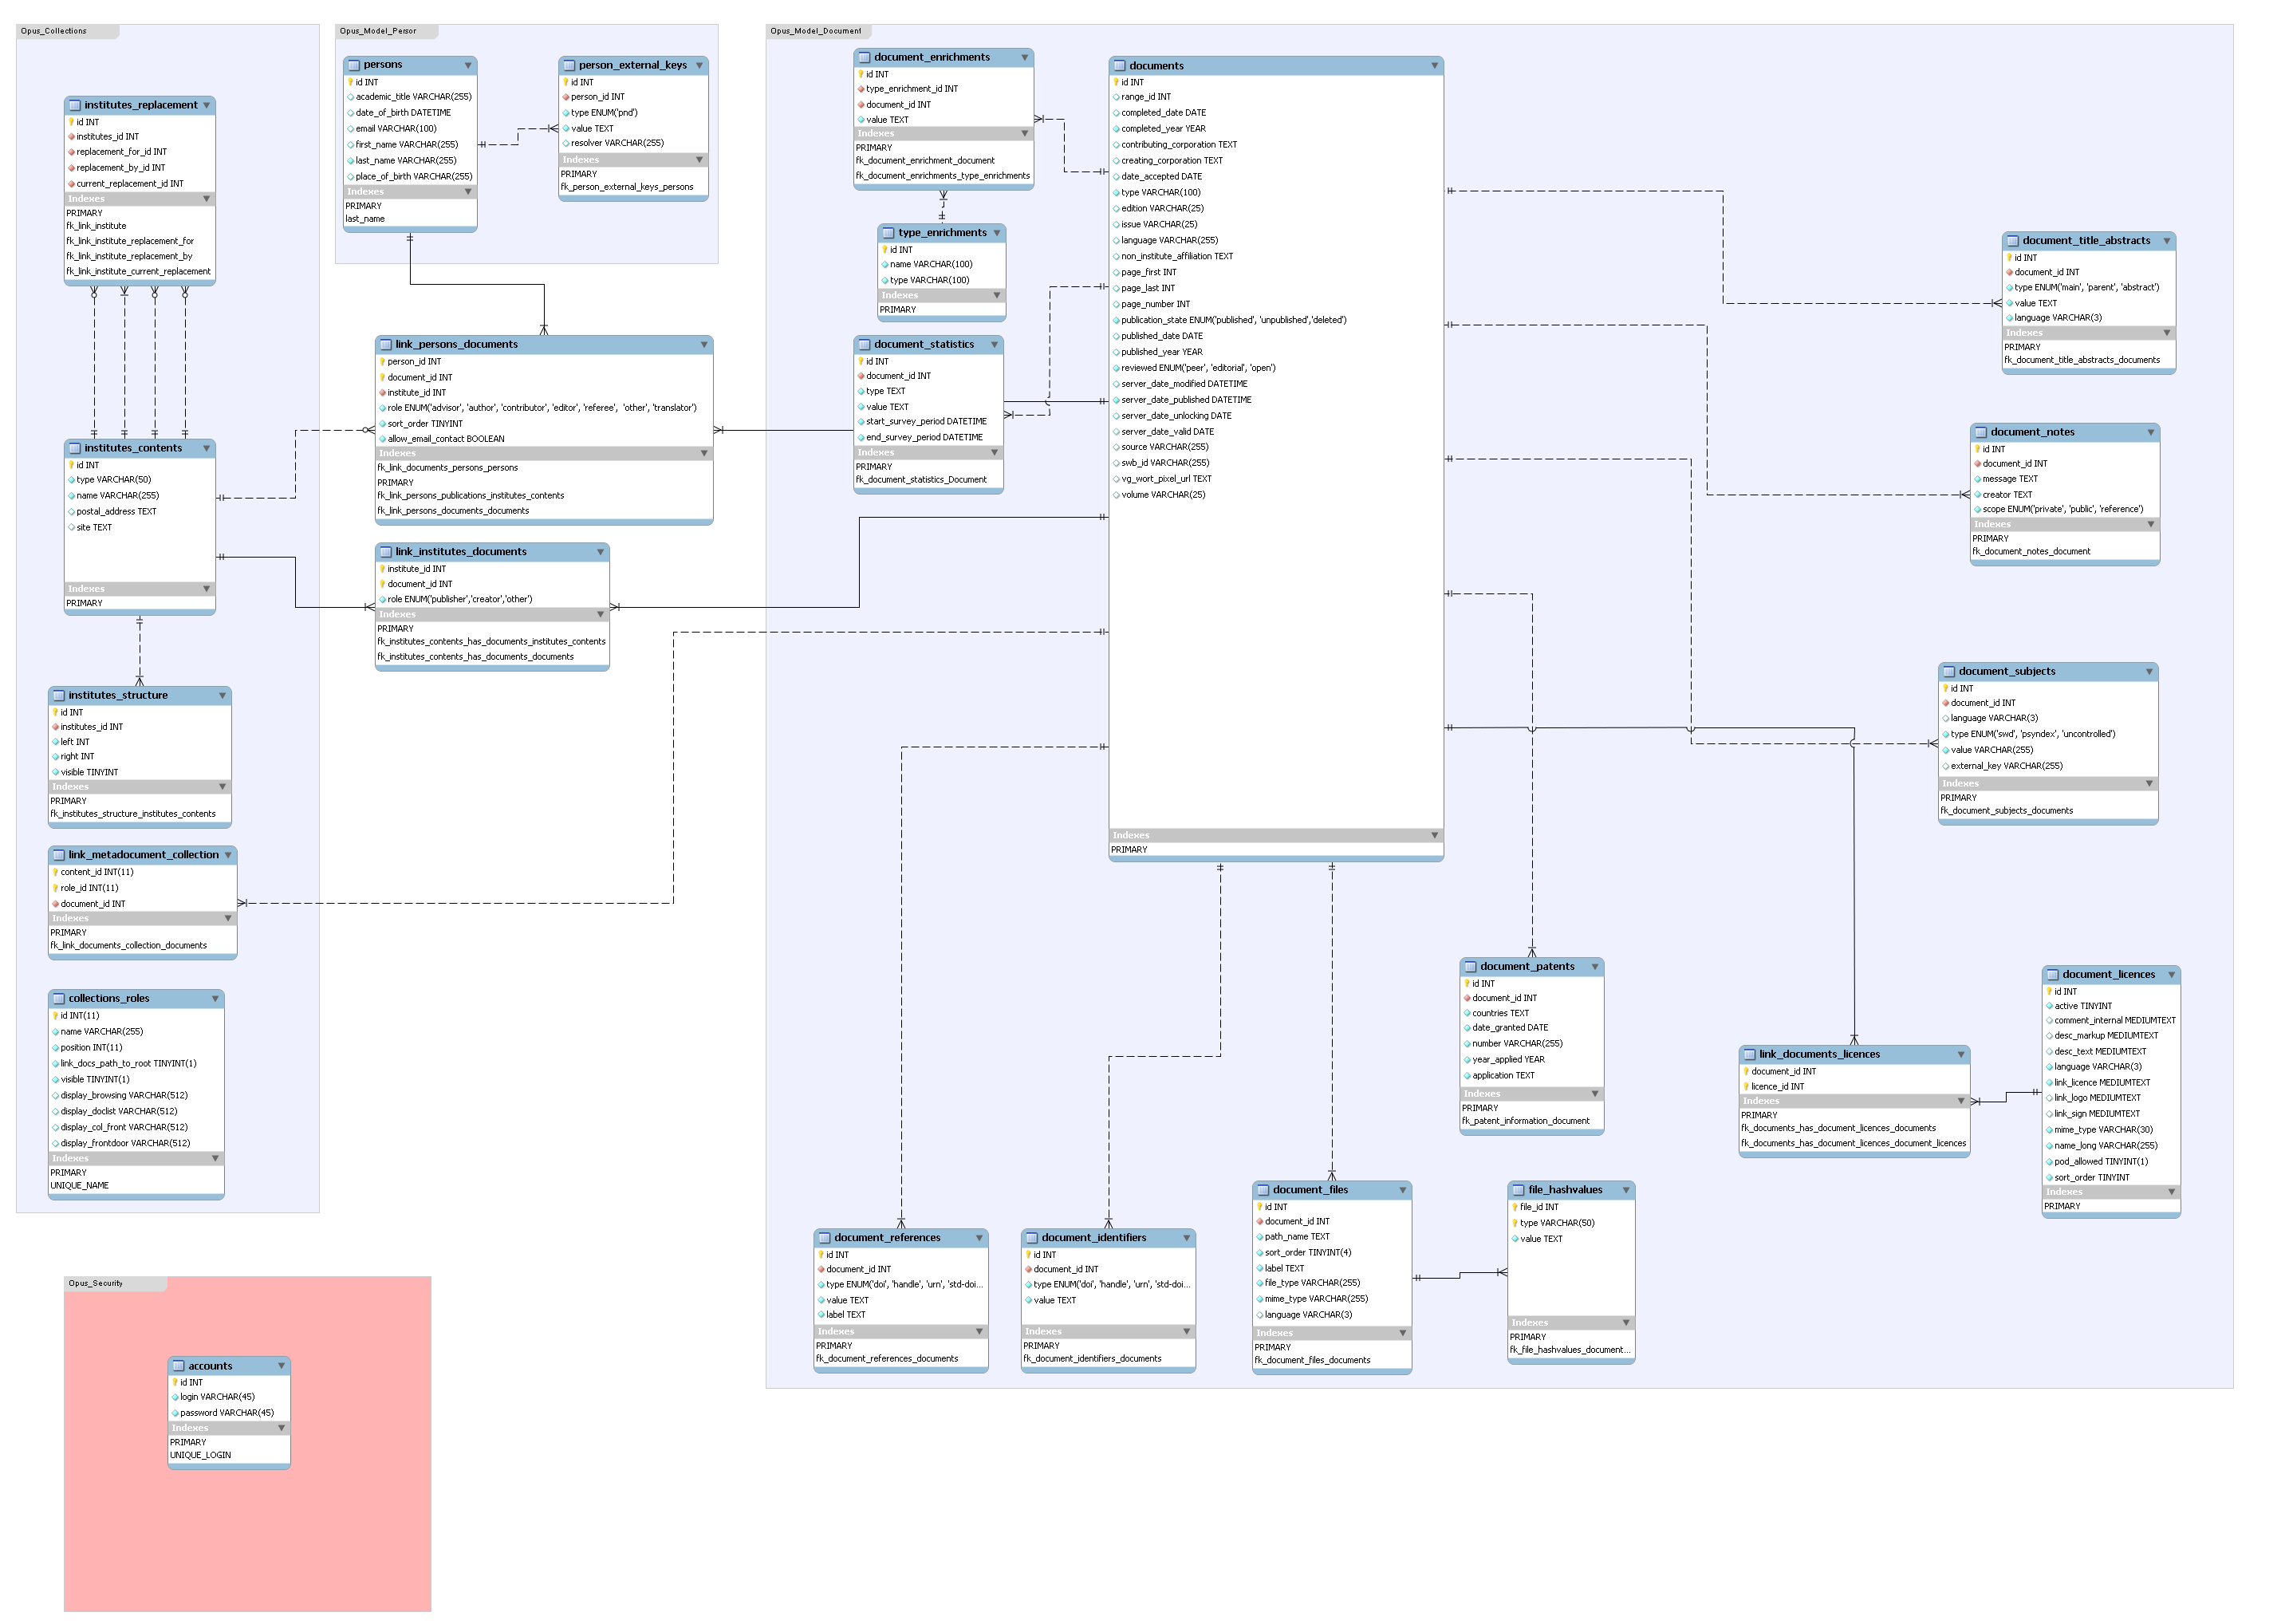 Opus_Collections
institutes_replacement
id INT
institutes_id INT
replacement_for_id INT
replacement_by_id INT
current_replacement_id INT
Indexes
PRIMARY
fk_link_institute
fk_link_institute_replacement_for
fk_link_institute_replacement_by
fk_link_institute_current_replacement
institutes_contents
id INT
type VARCHAR(50)
name VARCHAR(255)
postal_address TEXT
site TEXT
Indexes
PRIMARY
institutes_structure
id INT
institutes_id INT
left INT
right INT
visible TINYINT
Indexes
PRIMARY
fk_institutes_structure_institutes_contents
link_metadocument_collection
content_id INT(11)
role_id INT(11)
document_id INT
Indexes
PRIMARY
fk_link_documents_collection_documents
collections_roles
id INT(11)
name VARCHAR(255)
position INT(11)
link_docs_path_to_root TINYINT(1)
visible TINYINT(1)
display_browsing VARCHAR(512)
display_doclist VARCHAR(512)
display_col_front VARCHAR(512)
display_frontdoor VARCHAR(512)
Indexes
PRIMARY
UNIQUE_NAME
Opus_Security
accounts
id INT
login VARCHAR(45)
password VARCHAR(45)
Indexes
PRIMARY
UNIQUE_LOGIN
Opus_Model_Persor
persons
id INT
academic_title VARCHAR(255)
date_of_birth DATETIME
email VARCHAR(100)
first_name VARCHAR(255)
last_name VARCHAR(255)
place_of_birth VARCHAR(255)
Indexes
PRIMARY
last_name
person_external_keys
id INT
person_id INT
type ENUM('pnd')
value TEXT
resolver VARCHAR(255)
Indexes
PRIMARY
fk_person_external_keys_persons
link_persons_documents
person_id INT
document_id INT
institute_id INT
role ENUM('advisor', 'author', 'contributor', 'editor', 'referee', 'other', 'translator')
sort_order TINYINT
allow_email_contact BOOLEAN
Indexes
fk_link_documents_persons_persons
PRIMARY
fk_link_persons_publications_institutes_contents
fk_link_persons_documents_documents
link_institutes_documents
institute_id INT
document_id INT
role ENUM('publisher','creator','other')
Indexes
PRIMARY
fk_institutes_contents_has_documents_institutes_contents
fk_institutes_contents_has_documents_documents
Opus_Model_Document
document_enrichments
id INT
type_enrichment_id INT
document_id INT
value TEXT
Indexes
PRIMARY
fk_document_enrichment_document
fk_document_enrichments_type_enrichments
type_enrichments
id INT
name VARCHAR(100)
type VARCHAR(100)
Indexes
PRIMARY
document_statistics
id INT
document_id INT
type TEXT
value TEXT
start_survey_period DATETIME
end_survey_period DATETIME
Indexes
PRIMARY
fk_document_statistics_Document
documents
id INT
range_id INT
completed_date DATE
completed_year YEAR
contributing_corporation TEXT
creating_corporation TEXT
date_accepted DATE
type VARCHAR(100)
edition VARCHAR(25)
issue VARCHAR(25)
language VARCHAR(255)
non_institute_affiliation TEXT
page_first INT
page_last INT
page_number INT
publication_state ENUM('published', 'unpublished','deleted')
published_date DATE
published_year YEAR
reviewed ENUM('peer', 'editorial', 'open')
server_date_modified DATETIME
server_date_published DATETIME
server_date_unlocking DATE
server_date_valid DATE
source VARCHAR(255)
swb_id VARCHAR(255)
vg_wort_pixel_url TEXT
volume VARCHAR(25)
Indexes
PRIMARY
document_title_abstracts
id INT
document_id INT
type ENUM('main', 'parent', 'abstract')
value TEXT
language VARCHAR(3)
Indexes
PRIMARY
fk_document_title_abstracts_documents
document_notes
id INT
document_id INT
message TEXT
creator TEXT
scope ENUM('private', 'public', 'reference')
Indexes
PRIMARY
fk_document_notes_document
document_subjects
id INT
document_id INT
language VARCHAR(3)
type ENUM('swd', 'psyndex', 'uncontrolled')
value VARCHAR(255)
external_key VARCHAR(255)
Indexes
PRIMARY
fk_document_subjects_documents
document_patents
id INT
document_id INT
countries TEXT
date_granted DATE
number VARCHAR(255)
year_applied YEAR
application TEXT
Indexes
PRIMARY
fk_patent_information_document
link_documents_licences
document_id INT
licence_id INT
Indexes
PRIMARY
fk_documents_has_document_licences_documents
fk_documents_has_document_licences_document_licences
document_licences
id INT
active TINYINT
comment_internal MEDIUMTEXT
desc_markup MEDIUMTEXT
desc_text MEDIUMTEXT
language VARCHAR(3)
link_licence MEDIUMTEXT
link_logo MEDIUMTEXT
link_sign MEDIUMTEXT
mime_type VARCHAR(30)
name_long VARCHAR(255)
pod_allowed TINYINT(1)
sort_order TINYINT
Indexes
PRIMARY
document_references
id INT
document_id INT
type ENUM('doi', 'handle', 'urn', 'std-doi...
value TEXT
label TEXT
Indexes
PRIMARY
fk_document_references_documents
document_identifiers
id INT
document_id INT
type ENUM('doi', 'handle', 'urn', 'std-doi...
value TEXT
Indexes
PRIMARY
fk_document_identifiers_documents
document_files
id INT
document_id INT
path_name TEXT
sort_order TINYINT(4)
label TEXT
file_type VARCHAR(255)
mime_type VARCHAR(255)
language VARCHAR(3)
Indexes
PRIMARY
fk_document_files_documents
file_hashvalues
file_id INT
type VARCHAR(50)
value TEXT
Indexes
PRIMARY
fk_file_hashvalues_document...